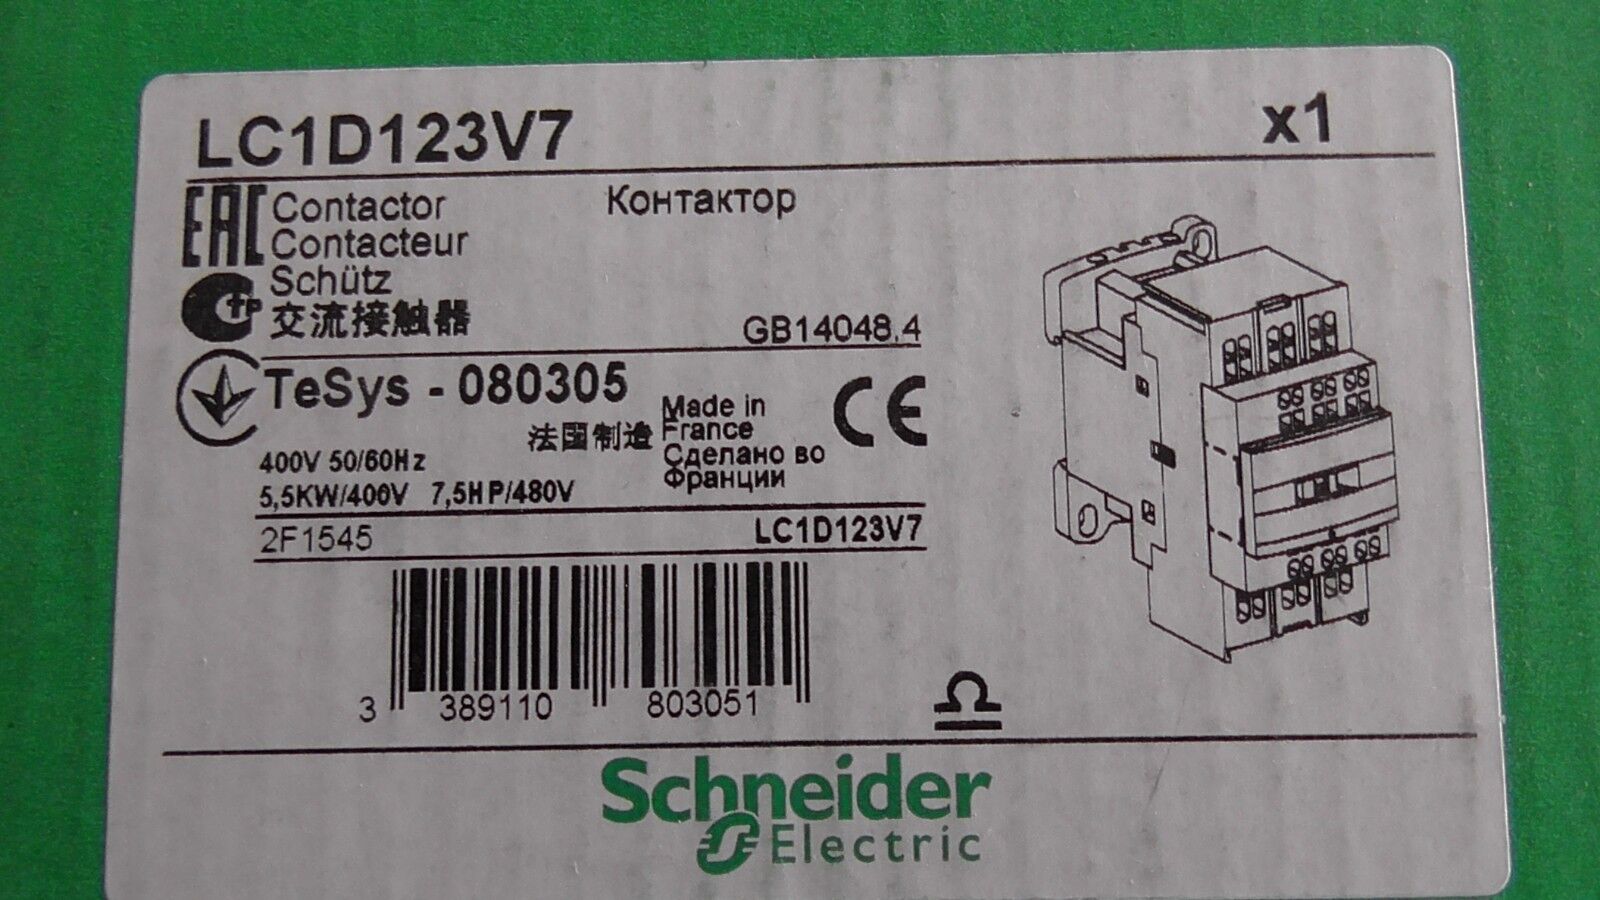 LC1D123V7 x1
EAC Contactor Контактор
Contacteur
Schütz
交流接触器 GB14048.4
TeSys - 080305
法国制造 Made in
France
Сделано во
Франции
CE
400V 50/60Hz
5,5KW/400V 7,5HP/480V
2F1545 LC1D123V7
3 389110 803051
Schneider
Electric